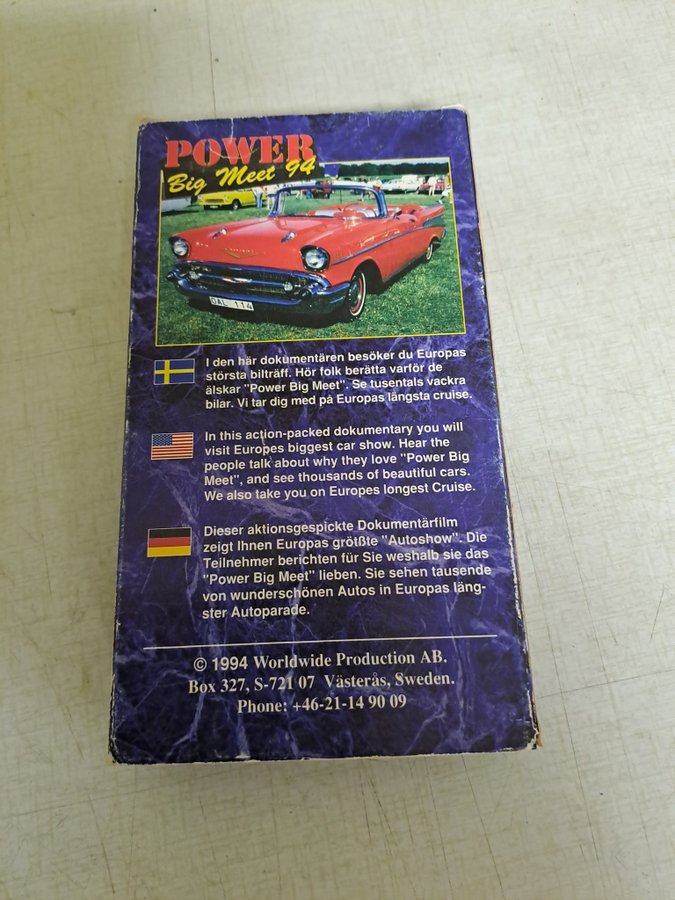 POWER
Big Meet 94
OAL 114
I den här dokumentären besöker du Europas
största bilträff. Hör folk berätta varför de
älskar "Power Big Meet". Se tusentals vackra
bilar. Vi tar dig med på Europas längsta cruise.
In this action-packed dokumentary you will
visit Europes biggest car show. Hear the
people talk about why they love "Power Big
Meet", and see thousands of beautiful cars.
We also take you on Europes longest Cruise.
Dieser aktionsgespickte Dokumentärfilm
zeigt Ihnen Europas größte "Autoshow". Die
Teilnehmer berichten für Sie weshalb sie das
"Power Big Meet" lieben. Sie sehen tausende
von wunderschönen Autos in Europas läng-
ster Autoparade.
© 1994 Worldwide Production AB.
Box 327, S-721 07 Västerås, Sweden.
Phone: +46-21-14 90 09